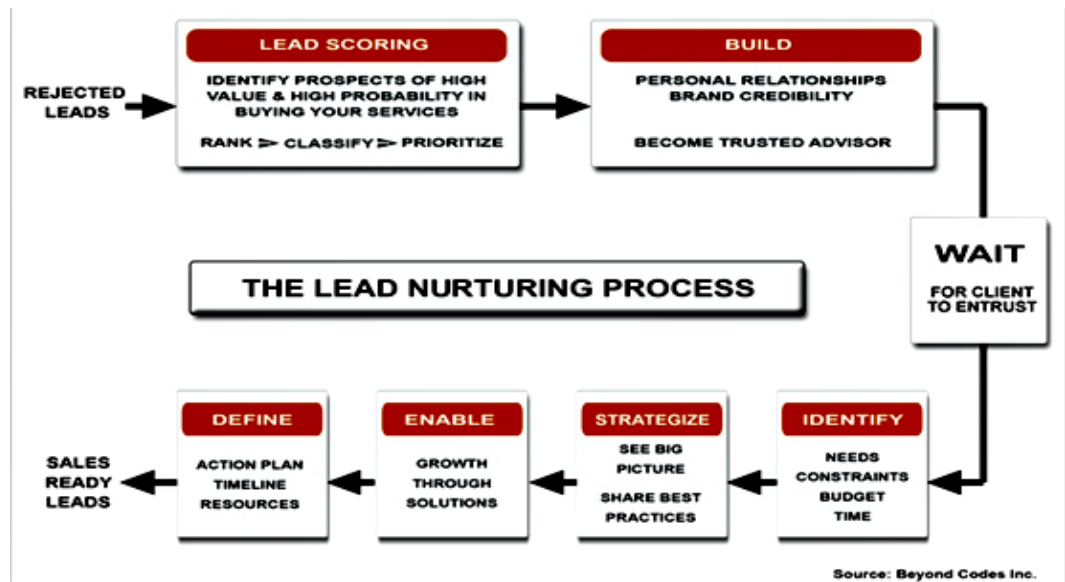 REJECTED
LEADS
LEAD SCORING
IDENTIFY PROSPECTS OF HIGH
VALUE & HIGH PROBABILITY IN
BUYING YOUR SERVICES
RANK > CLASSIFY > PRIORITIZE
BUILD
PERSONAL RELATIONSHIPS
BRAND CREDIBILITY
BECOME TRUSTED ADVISOR
WAIT
FOR CLIENT
TO ENTRUST
THE LEAD NURTURING PROCESS
IDENTIFY
NEEDS
CONSTRAINTS
BUDGET
TIME
STRATEGIZE
SEE BIG
PICTURE
SHARE BEST
PRACTICES
ENABLE
GROWTH
THROUGH
SOLUTIONS
DEFINE
ACTION PLAN
TIMELINE
RESOURCES
SALES
READY
LEADS
Source: Beyond Codes Inc.